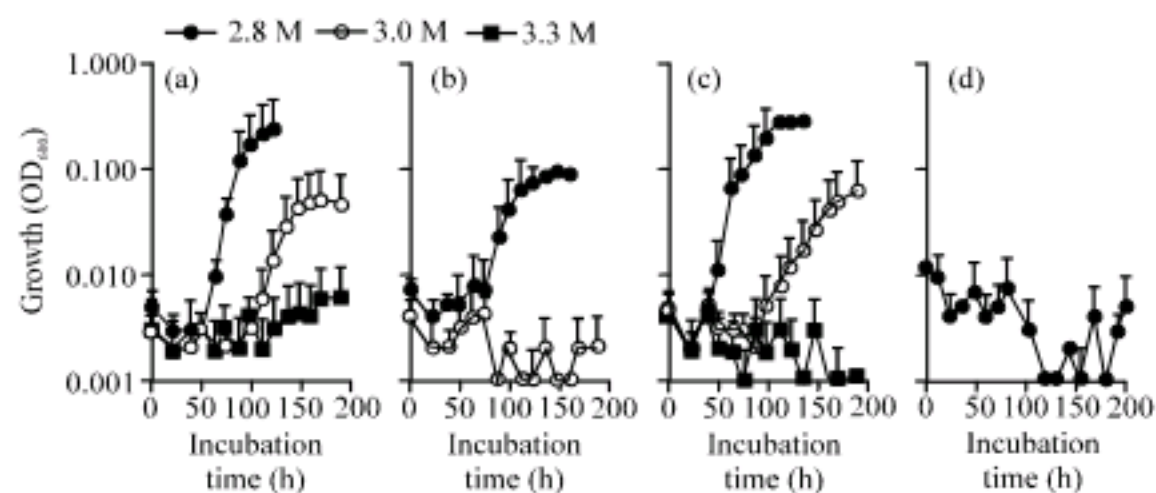 2.8 M 3.0 M 3.3 M
(a) (b) (c) (d)
1.000
0.100
0.010
0.001
Growth (OD₆₀₀)
0 50 100 150 200 0 50 100 150 200 0 50 100 150 200 0 50 100 150 200
Incubation Incubation Incubation Incubation
time (h) time (h) time (h) time (h)